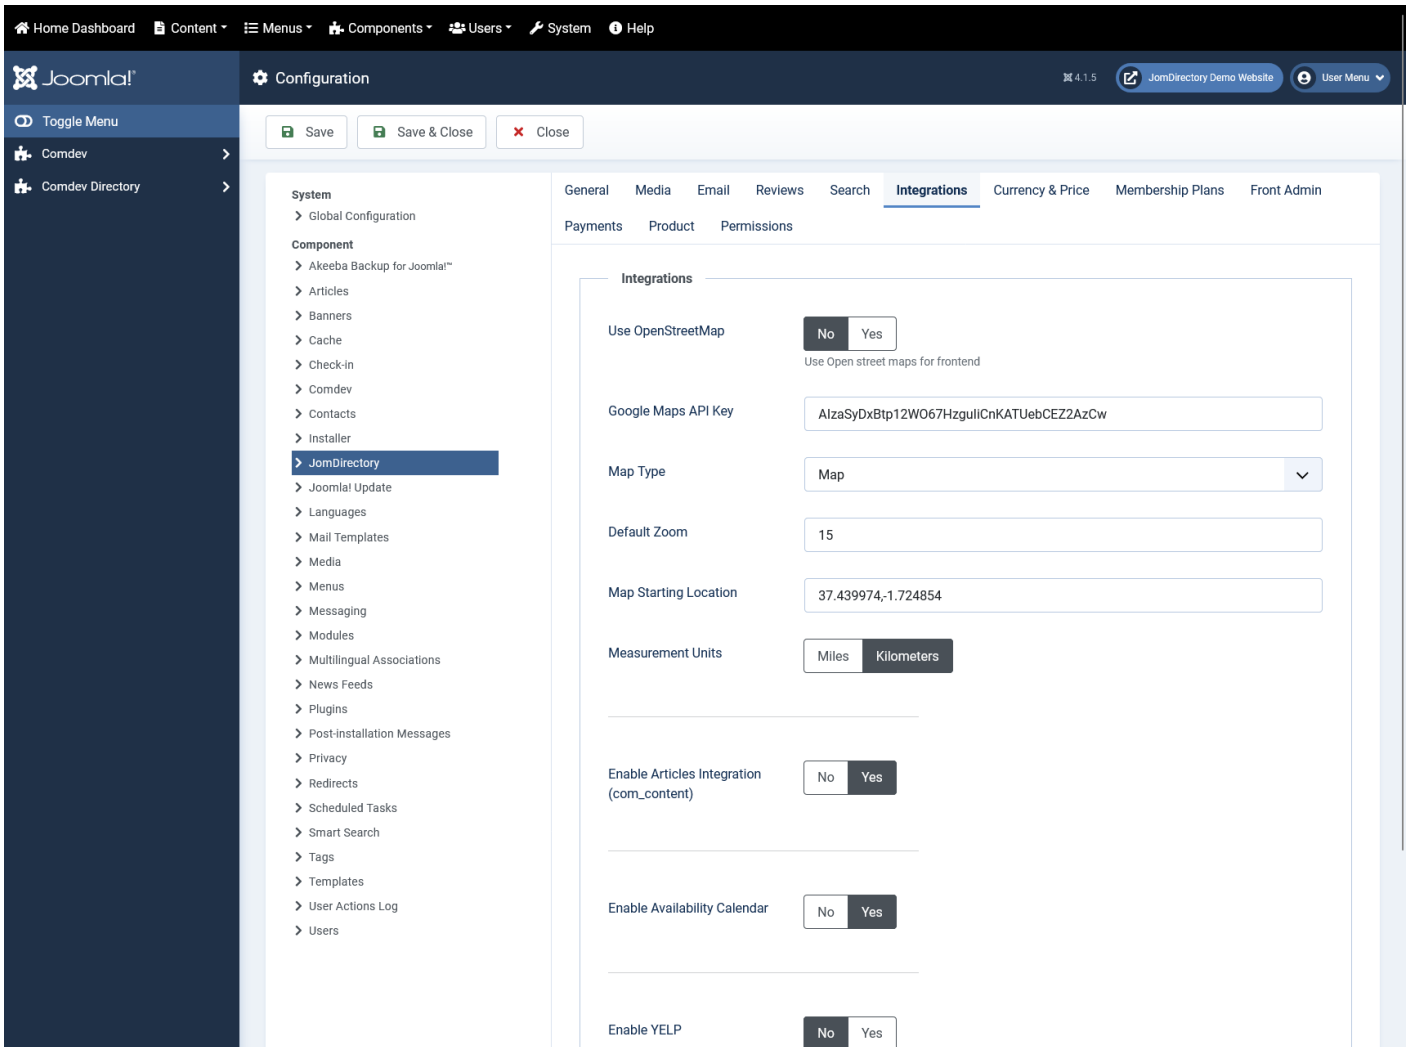 Home Dashboard Content Menus Components Users System Help
Joomla!
Configuration
4.1.5 JomDirectory Demo Website User Menu
Toggle Menu
Comdev
Comdev Directory
Save Save & Close Close
System
Global Configuration
Component
Akeeba Backup for Joomla!™
Articles
Banners
Cache
Check-in
Comdev
Contacts
Installer
JomDirectory
Joomla! Update
Languages
Mail Templates
Media
Menus
Messaging
Modules
Multilingual Associations
News Feeds
Plugins
Post-installation Messages
Privacy
Redirects
Scheduled Tasks
Smart Search
Tags
Templates
User Actions Log
Users
General Media Email Reviews Search Integrations Currency & Price Membership Plans Front Admin
Payments Product Permissions
Integrations
Use OpenStreetMap No Yes
Use Open street maps for frontend
Google Maps API Key AIzaSyDxBtp12WO67HzguliCnKATUebCEZ2AzCw
Map Type Map
Default Zoom 15
Map Starting Location 37.439974,-1.724854
Measurement Units Miles Kilometers
Enable Articles Integration No Yes
(com_content)
Enable Availability Calendar No Yes
Enable YELP No Yes